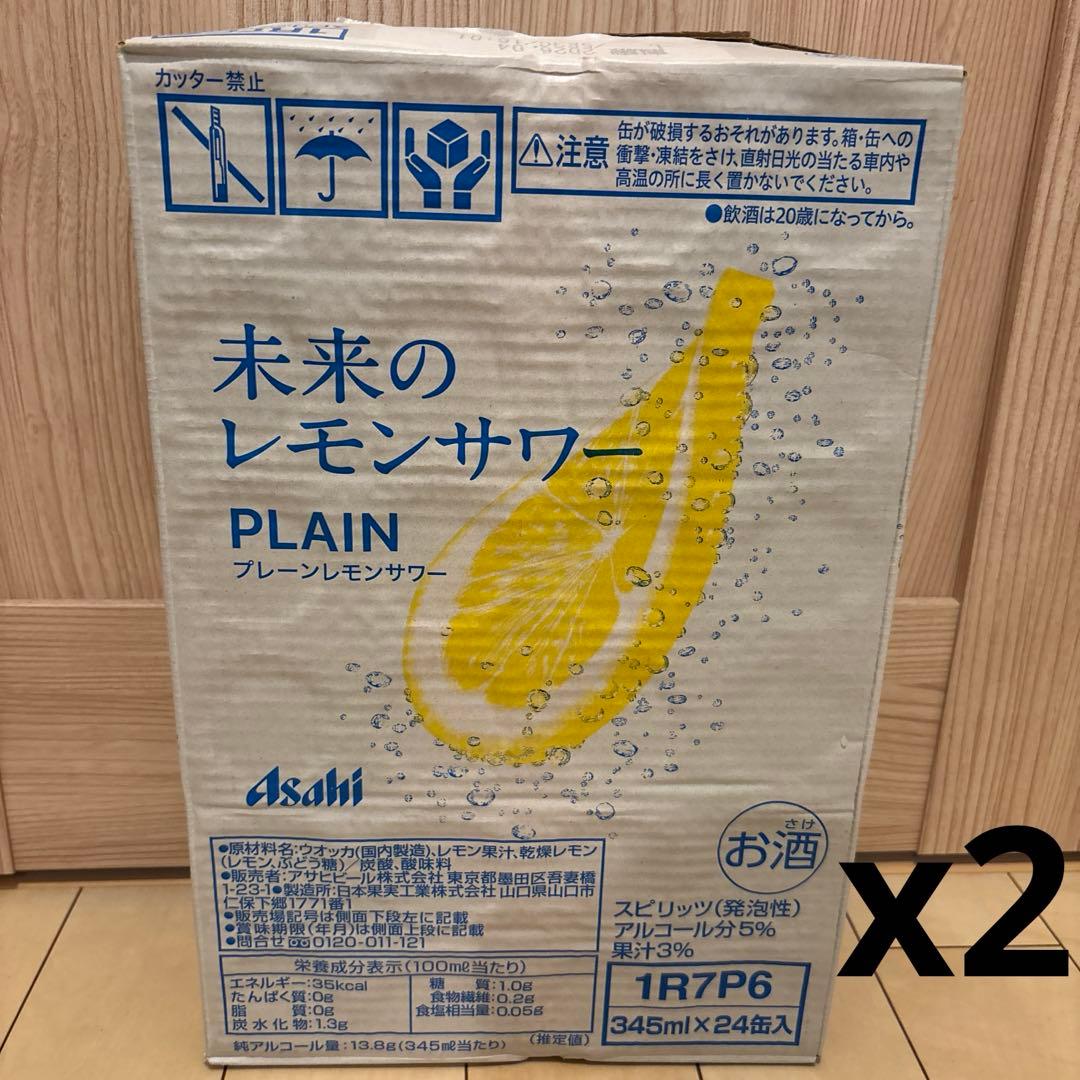 カッター禁止
注意
缶が破損するおそれがあります。箱・缶への
衝撃・凍結をさけ、直射日光の当たる車内や
高温の所に長く置かないでください。
●飲酒は20歳になってから。
未来の
レモンサワー
PLAIN
プレーンレモンサワー
Asahi
●原材料名:ウオッカ(国内製造)、レモン果汁、乾燥レモン
(レモン、ぶどう糖)/炭酸、酸味料
●販売者:アサヒビール株式会社 東京都墨田区吾妻橋
1-23-1●製造所:日本果実工業株式会社 山口県山口市
仁保下郷1771番1
●販売場記号は側面下段左に記載
●賞味期限(年月)は側面上段に記載
●問合せ 0120-011-121
栄養成分表示(100ml当たり)
エネルギー:35kcal
たんぱく質:0g
脂質:0g
炭水化物:1.3g
糖質:1.0g
食物繊維:0.2g
食塩相当量:0.05g
純アルコール量:13.8g(345ml当たり)
(推定値)
さけ
お酒
スピリッツ(発泡性)
アルコール分5%
果汁3%
1R7P6
345ml×24缶入
x2